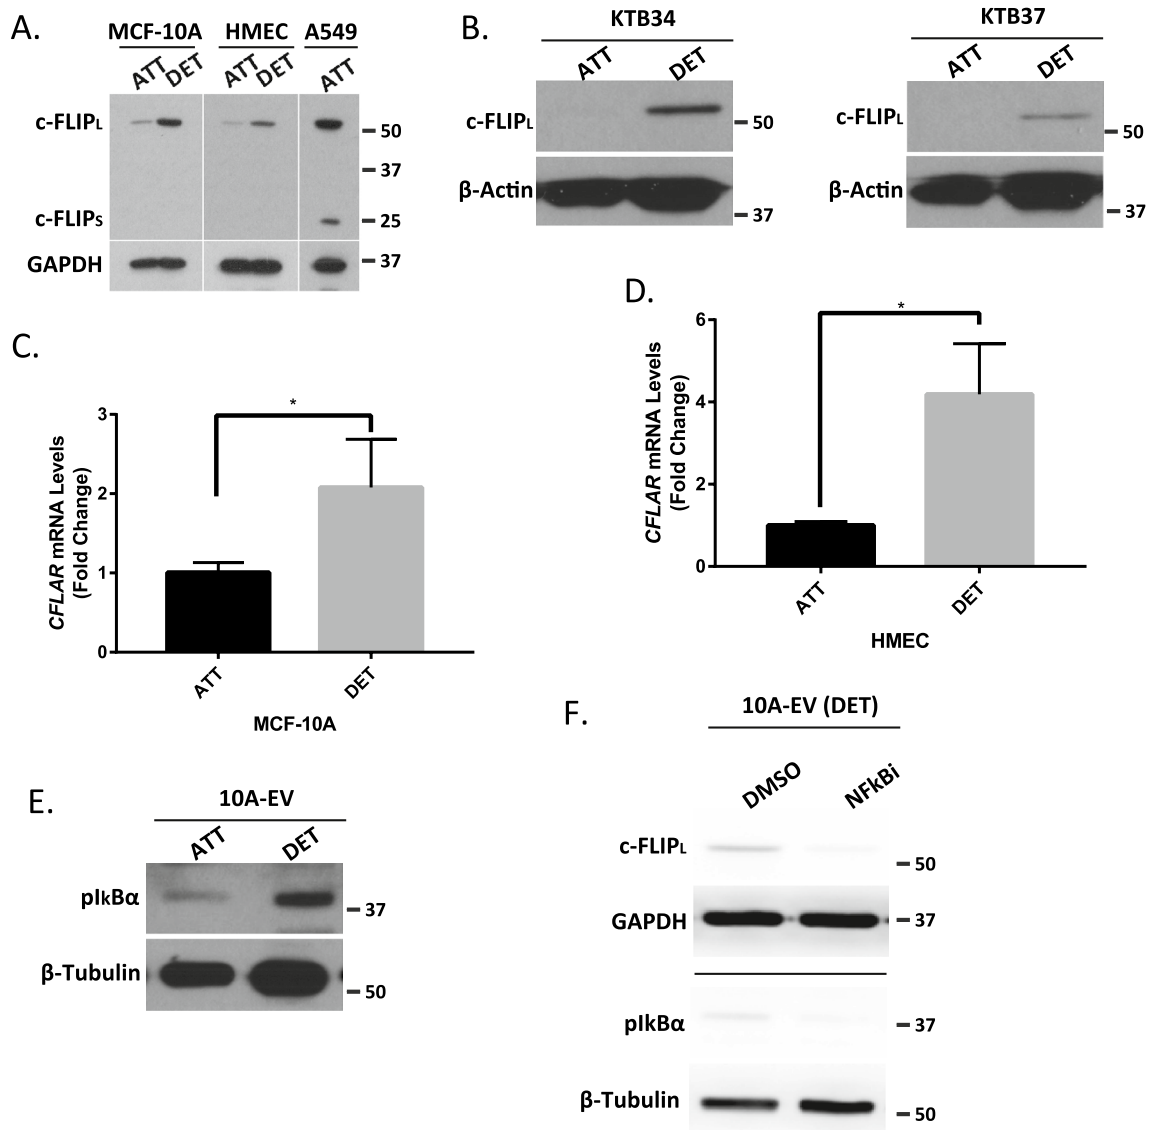 A.
MCF-10A HMEC A549
ATT DET ATT DET ATT
c-FLIPL
50
37
c-FLIPS
25
GAPDH
37
B.
KTB34
ATT DET
c-FLIPL
50
β-Actin
37
KTB37
ATT DET
c-FLIPL
50
β-Actin
37
C.
CFLAR mRNA Levels
(Fold Change)
3
2
1
0
*
ATT DET
MCF-10A
D.
CFLAR mRNA Levels
(Fold Change)
6
4
2
0
*
ATT DET
HMEC
E.
10A-EV
ATT DET
pIkBα
37
β-Tubulin
50
F.
10A-EV (DET)
DMSO NFkBi
c-FLIPL
50
GAPDH
37
pIkBα
37
β-Tubulin
50